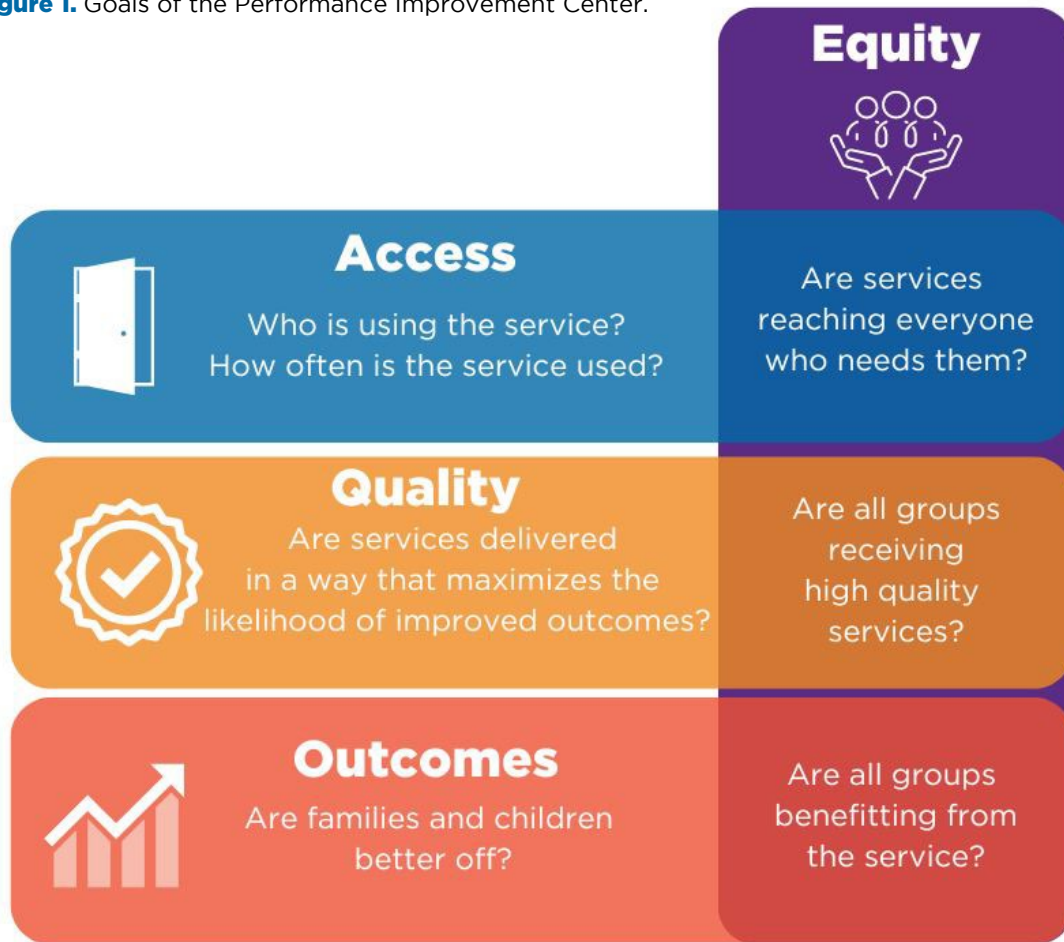 gure 1. Goals of the Performance Improvement Center.
Equity
Access
Who is using the service?
How often is the service used?
Are services
reaching everyone
who needs them?
Quality
Are services delivered
in a way that maximizes the
likelihood of improved outcomes?
Are all groups
receiving
high quality
services?
Outcomes
Are families and children
better off?
Are all groups
benefitting from
the service?